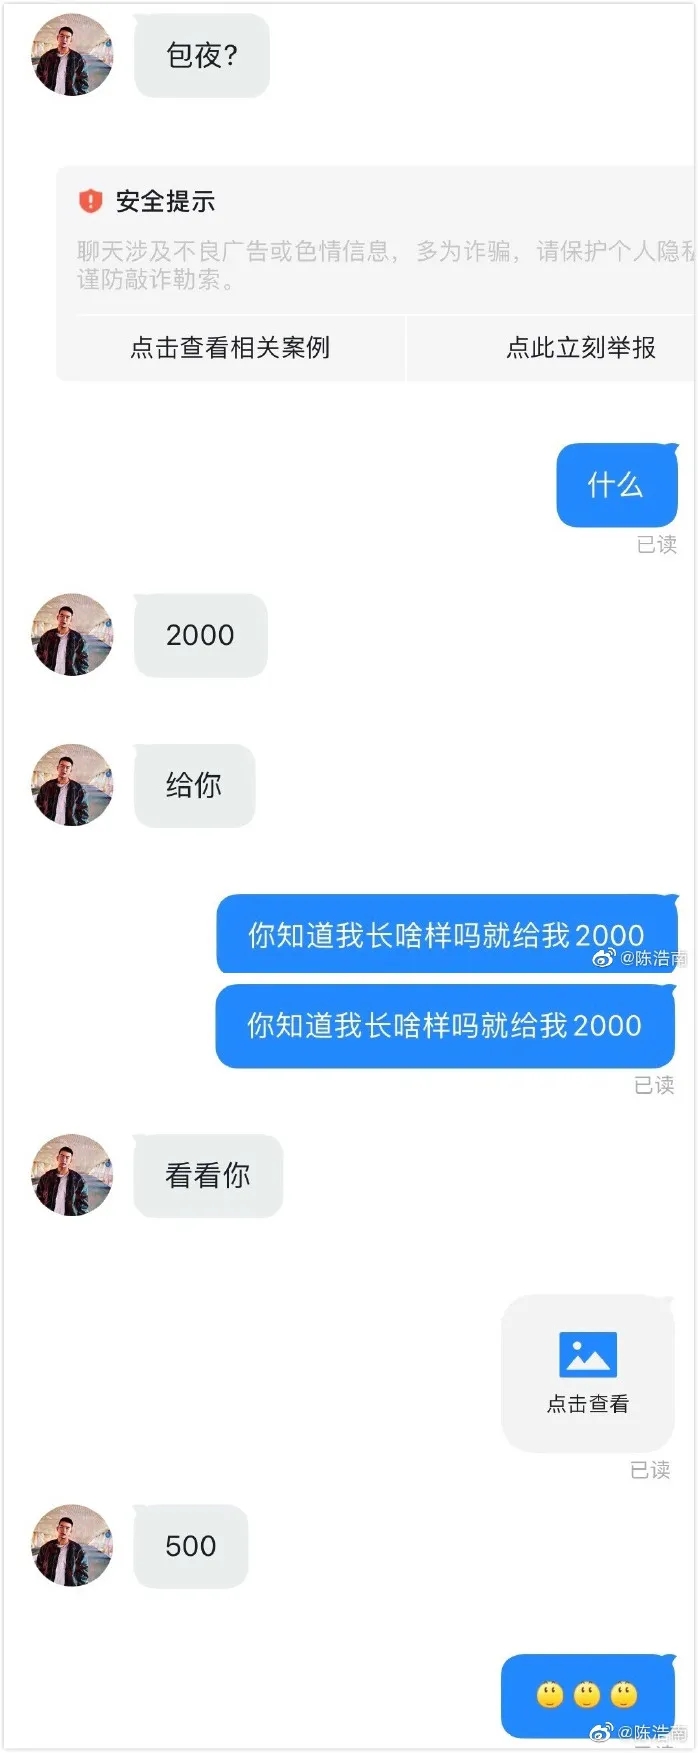 包夜?
安全提示
聊天涉及不良广告或色情信息，多为诈骗，请保护个人隐私
谨防敲诈勒索。
点击查看相关案例
点此立刻举报
什么
已读
2000
给你
你知道我长啥样吗就给我2000
@陈浩南
你知道我长啥样吗就给我2000
已读
看看你
点击查看
已读
500
@陈浩南